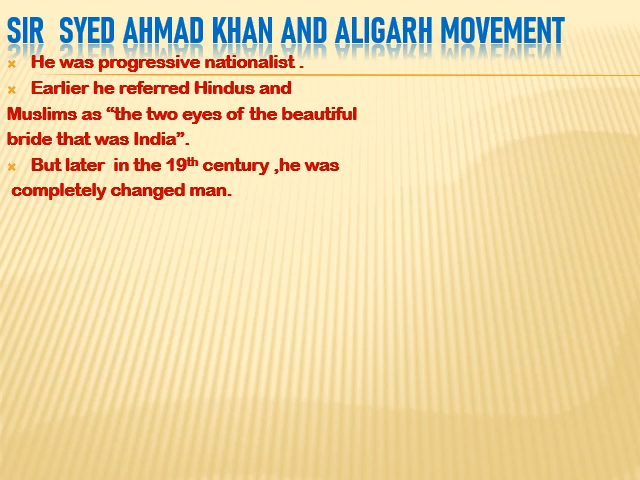 SIR SYED AHMAD KHAN AND ALIGARH MOVEMENT
He was progressive nationalist .
Earlier he referred Hindus and
Muslims as “the two eyes of the beautiful
bride that was India”.
But later in the 19th century ,he was
completely changed man.